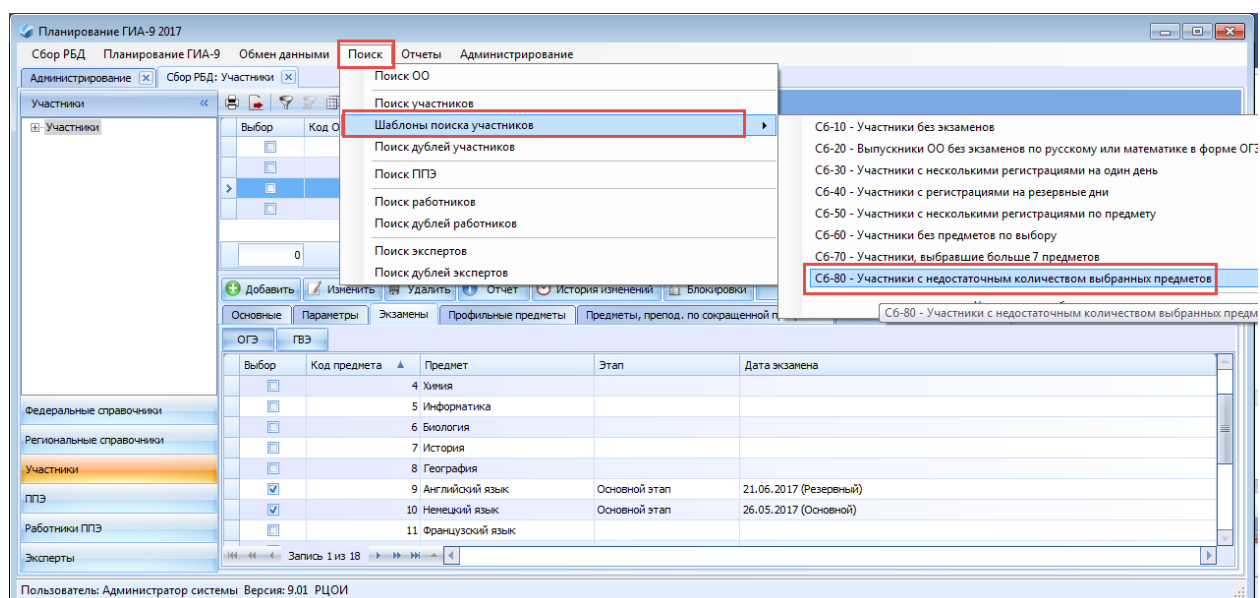 Планирование ГИА-9 2017
Сбор РБД Планирование ГИА-9 Обмен данными Поиск Отчеты Администрирование
Администрирование Сбор РБД: Участники
Участники
Участники
Поиск ОО
Поиск участников
Шаблоны поиска участников
Поиск дублей участников
Поиск ППЭ
Поиск работников
Поиск дублей работников
Поиск экспертов
Поиск дублей экспертов
С6-10 - Участники без экзаменов
С6-20 - Выпускники ОО без экзаменов по русскому или математике в форме ОГЭ
С6-30 - Участники с несколькими регистрациями на один день
С6-40 - Участники с регистрациями на резервные дни
С6-50 - Участники с несколькими регистрациями по предмету
С6-60 - Участники без предметов по выбору
С6-70 - Участники, выбравшие больше 7 предметов
С6-80 - Участники с недостаточным количеством выбранных предметов
С6-80 - Участники с недостаточным количеством выбранных предм
Выбор Код О
0
Добавить Изменить Удалить Отчет История изменений Блокировки
Основные Параметры Экзамены Профильные предметы Предметы, препод. по сокращенной
ОГЭ ГВЭ
Выбор Код предмета Предмет Этап Дата экзамена
4 Химия
5 Информатика
6 Биология
7 История
8 География
9 Английский язык Основной этап 21.06.2017 (Резервный)
10 Немецкий язык Основной этап 26.05.2017 (Основной)
11 Французский язык
Запись 1 из 18
Федеральные справочники
Региональные справочники
Участники
ППЭ
Работники ППЭ
Эксперты
Пользователь: Администратор системы Версия: 9.01 РЦОИ